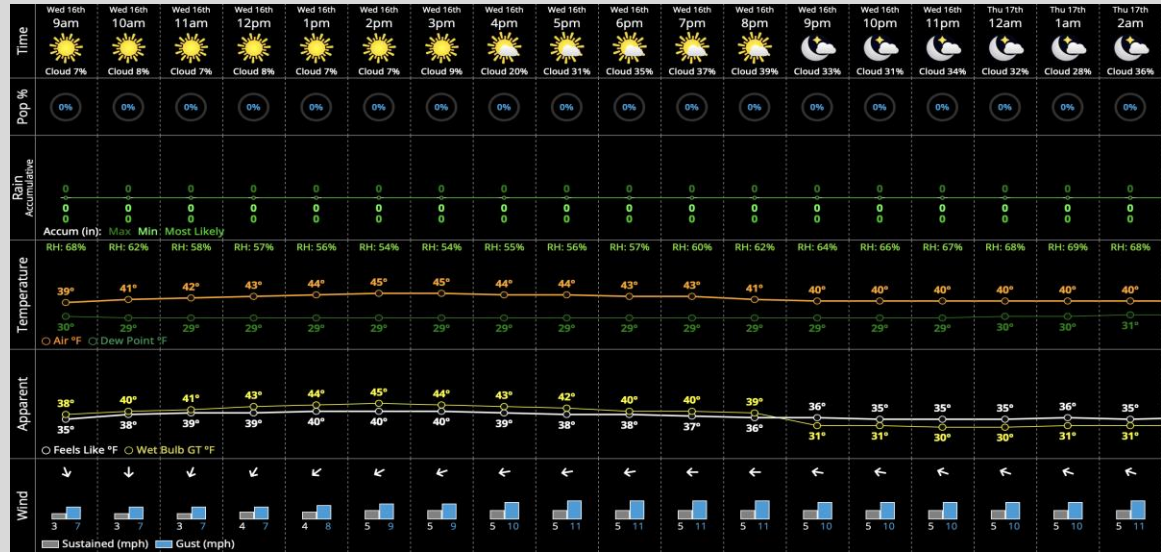 Time
Wed 16th Wed 16th Wed 16th Wed 16th Wed 16th Wed 16th Wed 16th Wed 16th Wed 16th Wed 16th Wed 16th Wed 16th Wed 16th Wed 16th Wed 16th Thu 17th Thu 17th Thu 17th
9am 10am 11am 12pm 1pm 2pm 3pm 4pm 5pm 6pm 7pm 8pm 9pm 10pm 11pm 12am 1am 2am
Cloud 7% Cloud 8% Cloud 7% Cloud 8% Cloud 7% Cloud 7% Cloud 9% Cloud 20% Cloud 31% Cloud 35% Cloud 37% Cloud 39% Cloud 33% Cloud 31% Cloud 34% Cloud 32% Cloud 28% Cloud 36%
Pop %
0% 0% 0% 0% 0% 0% 0% 0% 0% 0% 0% 0% 0% 0% 0% 0% 0% 0%
Rain
Accumulative
0 0 0 0 0 0 0 0 0 0 0 0 0 0 0 0 0 0
0 0 0 0 0 0 0 0 0 0 0 0 0 0 0 0 0 0
0 0 0 0 0 0 0 0 0 0 0 0 0 0 0 0 0 0
Accum (in): Max Min Most Likely
Temperature
RH: 68% RH: 62% RH: 58% RH: 57% RH: 56% RH: 54% RH: 54% RH: 55% RH: 56% RH: 57% RH: 60% RH: 62% RH: 64% RH: 66% RH: 67% RH: 68% RH: 69% RH: 68%
39° 41° 42° 43° 44° 45° 45° 44° 44° 43° 43° 41° 40° 40° 40° 40° 40° 40°
30° 29° 29° 29° 29° 29° 29° 29° 29° 29° 29° 29° 29° 29° 29° 30° 30° 31°
Air °F Dew Point °F
Apparent
38° 40° 41° 43° 44° 45° 44° 43° 42° 40° 40° 39° 36° 35° 35° 35° 36° 35°
35° 38° 39° 39° 40° 40° 40° 39° 38° 38° 37° 36° 31° 31° 30° 30° 31° 31°
Feels Like °F Wet Bulb GT °F
Wind
3 7 3 7 3 7 4 7 4 8 5 9 5 9 5 10 5 11 5 11 5 11 5 11 5 10 5 10 5 10 5 10 5 10 5 11
Sustained (mph) Gust (mph)